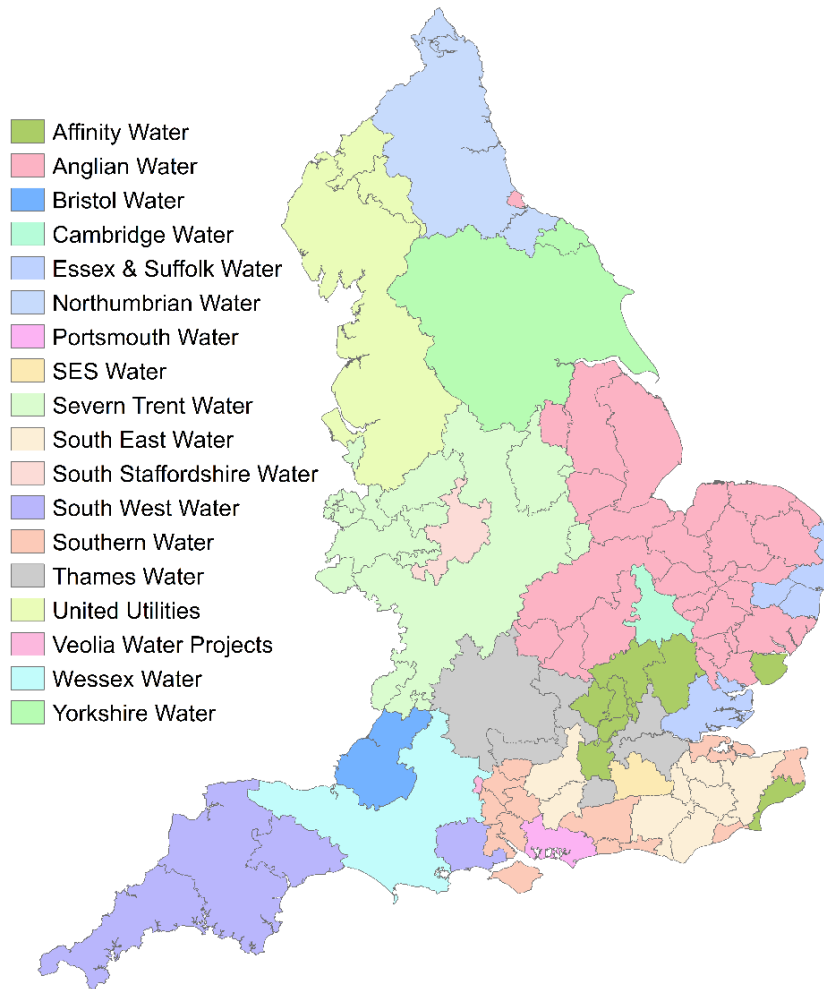 Affinity Water
Anglian Water
Bristol Water
Cambridge Water
Essex & Suffolk Water
Northumbrian Water
Portsmouth Water
SES Water
Severn Trent Water
South East Water
South Staffordshire Water
South West Water
Southern Water
Thames Water
United Utilities
Veolia Water Projects
Wessex Water
Yorkshire Water